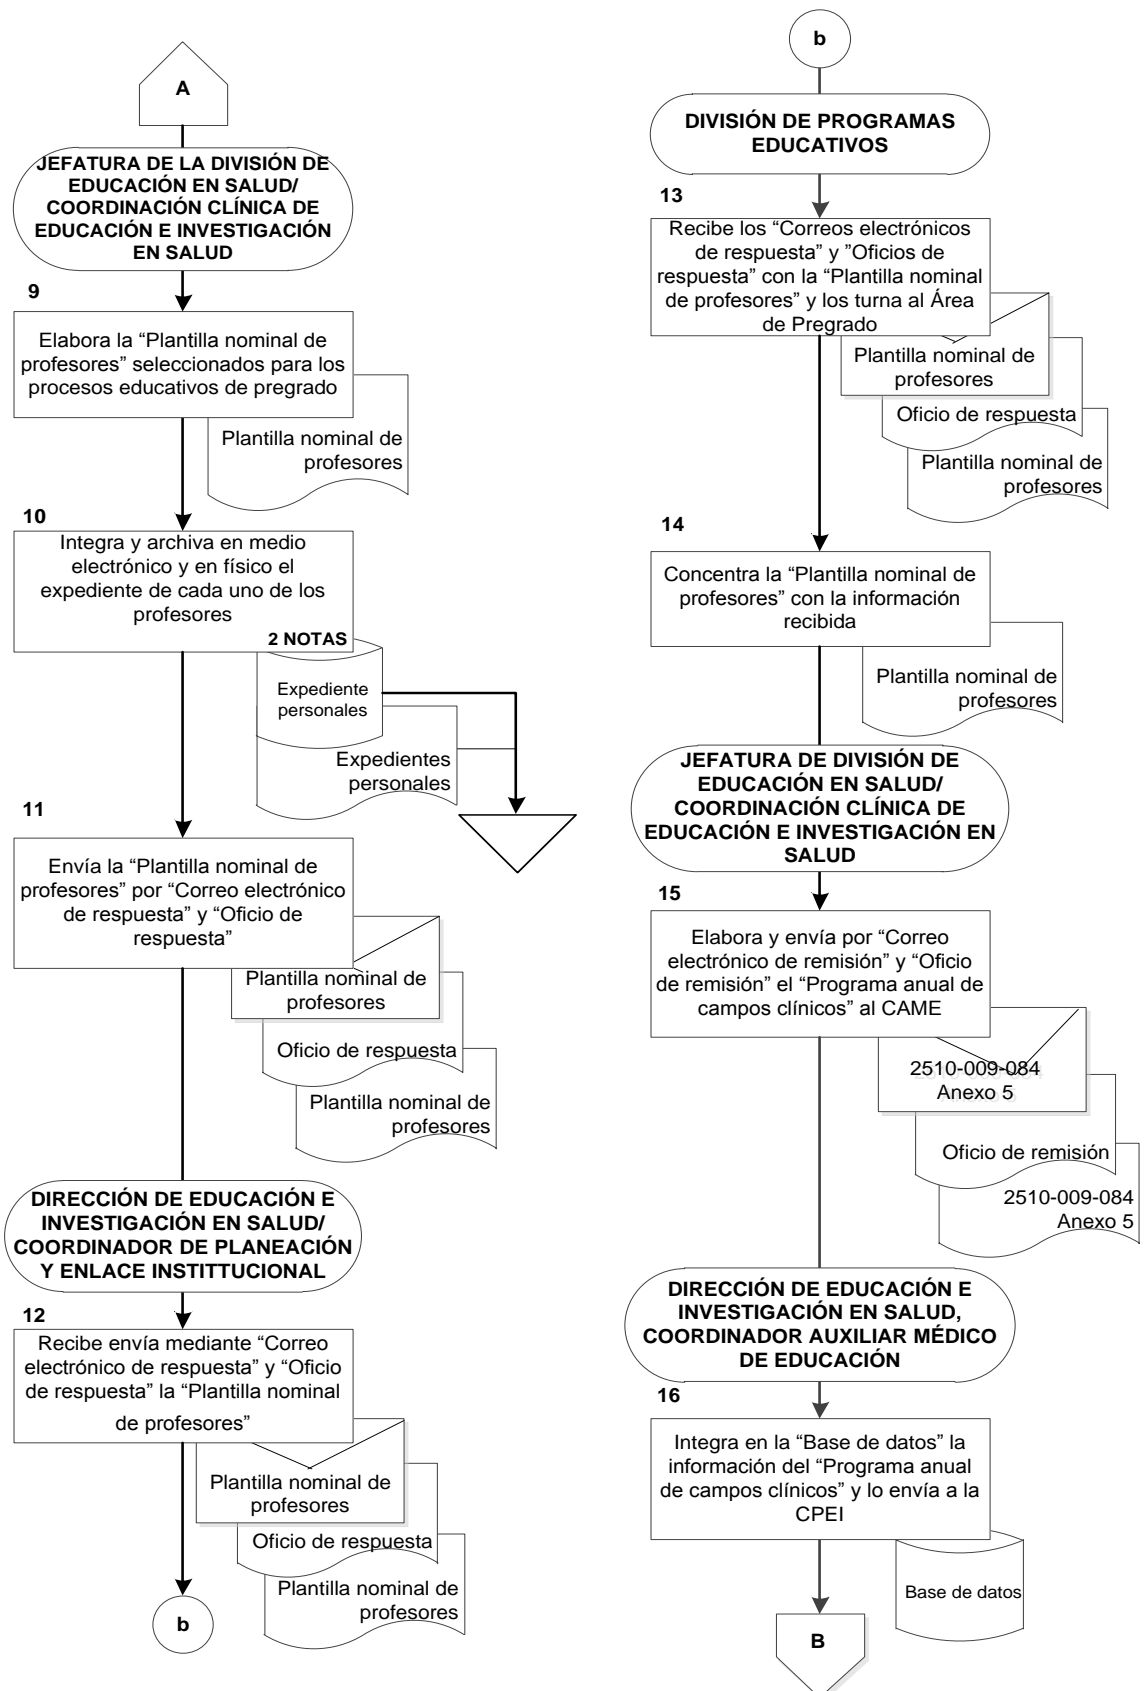 A
JEFATURA DE LA DIVISIÓN DE
EDUCACIÓN EN SALUD/
COORDINACIÓN CLÍNICA DE
EDUCACIÓN E INVESTIGACIÓN
EN SALUD
9
Elabora la “Plantilla nominal de
profesores” seleccionados para los
procesos educativos de pregrado
Plantilla nominal de
profesores
10
Integra y archiva en medio
electrónico y en físico el
expediente de cada uno de los
profesores
2 NOTAS
Expediente
personales
Expedientes
personales
11
Envía la “Plantilla nominal de
profesores” por “Correo electrónico
de respuesta” y “Oficio de
respuesta”
Plantilla nominal de
profesores
Oficio de respuesta
Plantilla nominal de
profesores
DIRECCIÓN DE EDUCACIÓN E
INVESTIGACIÓN EN SALUD/
COORDINADOR DE PLANEACIÓN
Y ENLACE INSTITTUCIONAL
12
Recibe envía mediante “Correo
electrónico de respuesta” y “Oficio
de respuesta” la “Plantilla nominal
de profesores”
Plantilla nominal de
profesores
Oficio de respuesta
Plantilla nominal de
profesores
b
b
DIVISIÓN DE PROGRAMAS
EDUCATIVOS
13
Recibe los “Correos electrónicos
de respuesta” y ”Oficios de
respuesta” con la “Plantilla nominal
de profesores” y los turna al Área
de Pregrado
Plantilla nominal de
profesores
Oficio de respuesta
Plantilla nominal de
profesores
14
Concentra la “Plantilla nominal de
profesores” con la información
recibida
Plantilla nominal de
profesores
JEFATURA DE DIVISIÓN DE
EDUCACIÓN EN SALUD/
COORDINACIÓN CLÍNICA DE
EDUCACIÓN E INVESTIGACIÓN EN
SALUD
15
Elabora y envía por “Correo
electrónico de remisión” y “Oficio
de remisión” el “Programa anual de
campos clínicos” al CAME
2510-009-084
Anexo 5
Oficio de remisión
2510-009-084
Anexo 5
DIRECCIÓN DE EDUCACIÓN E
INVESTIGACIÓN EN SALUD,
COORDINADOR AUXILIAR MÉDICO
DE EDUCACIÓN
16
Integra en la “Base de datos” la
información del “Programa anual
de campos clínicos” y lo envía a la
CPEI
Base de datos
B